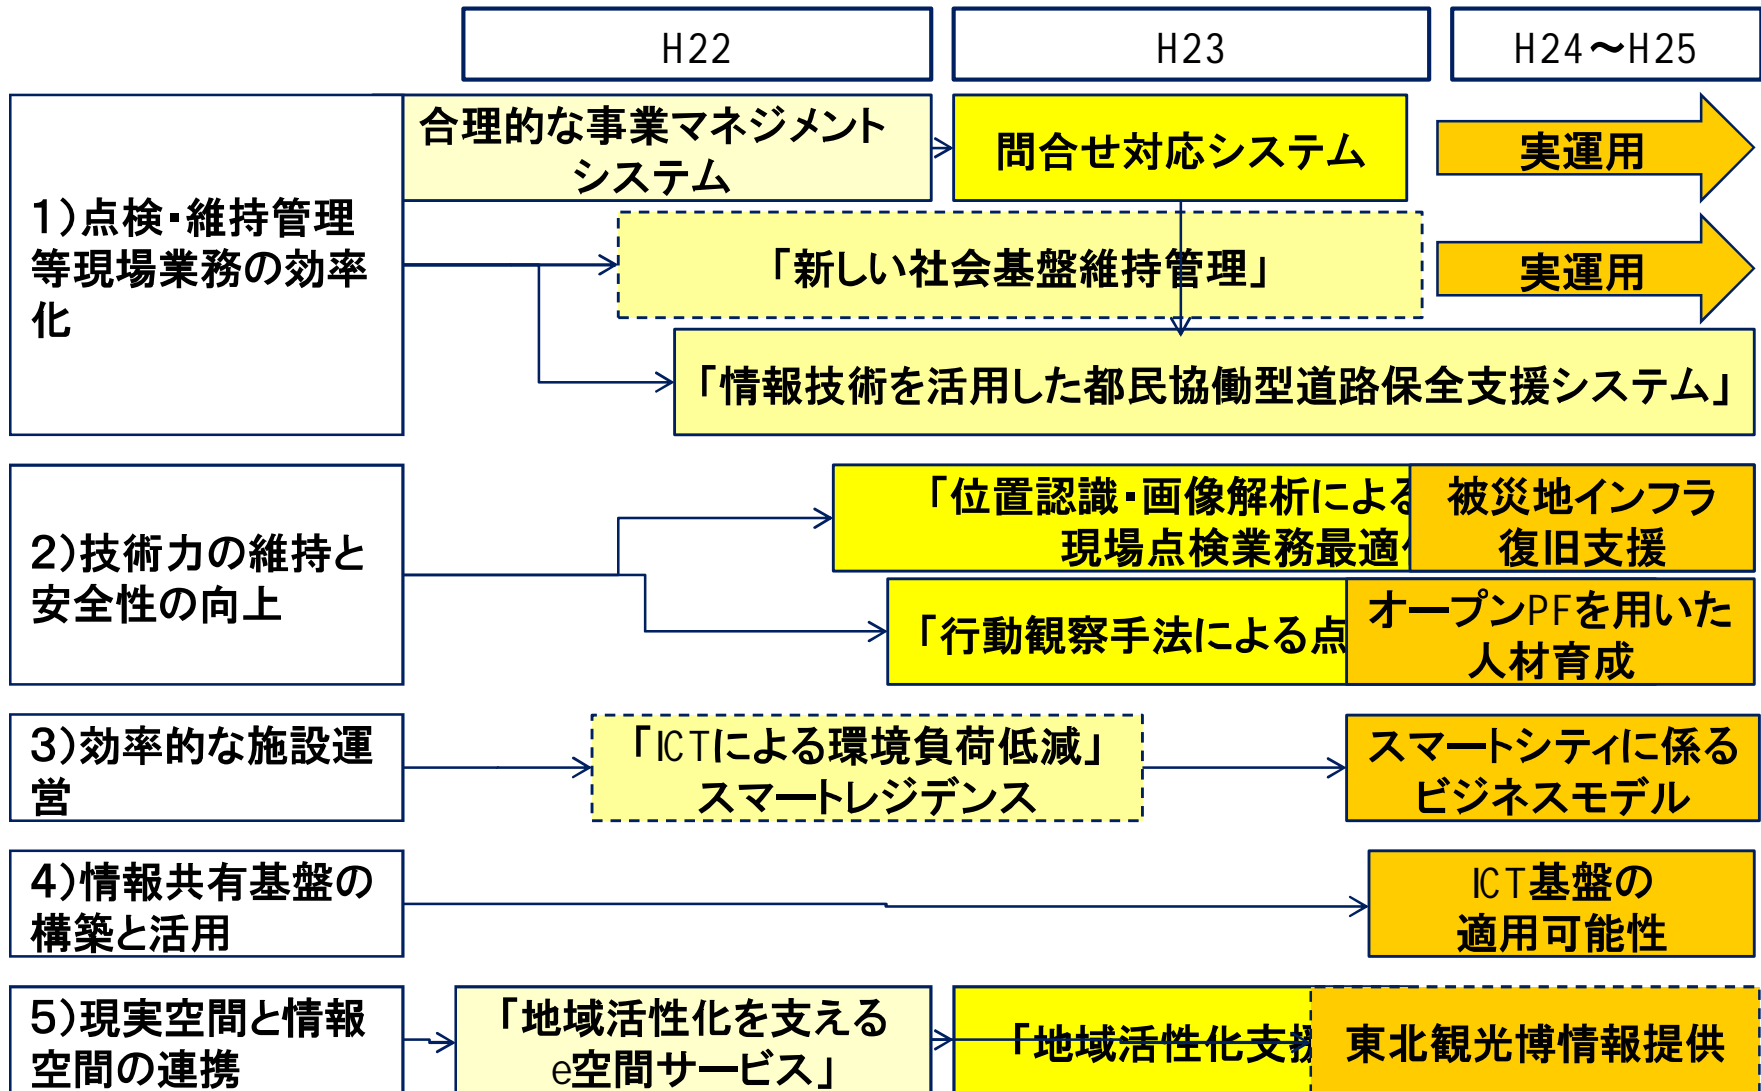 H22
H23
H24～H25
1)点検・維持管理
等現場業務の効率
化
合理的な事業マネジメント
システム
問合せ対応システム
実運用
「新しい社会基盤維持管理」
実運用
「情報技術を活用した都民協働型道路保全支援システム」
2)技術力の維持と
安全性の向上
「位置認識・画像解析による
現場点検業務最適
被災地インフラ
復旧支援
「行動観察手法による点
オープンPFを用いた
人材育成
3)効率的な施設運
営
「ICTによる環境負荷低減」
スマートレジデンス
スマートシティに係る
ビジネスモデル
4)情報共有基盤の
構築と活用
ICT基盤の
適用可能性
5)現実空間と情報
空間の連携
「地域活性化を支える
e空間サービス」
「地域活性化支援
東北観光博情報提供